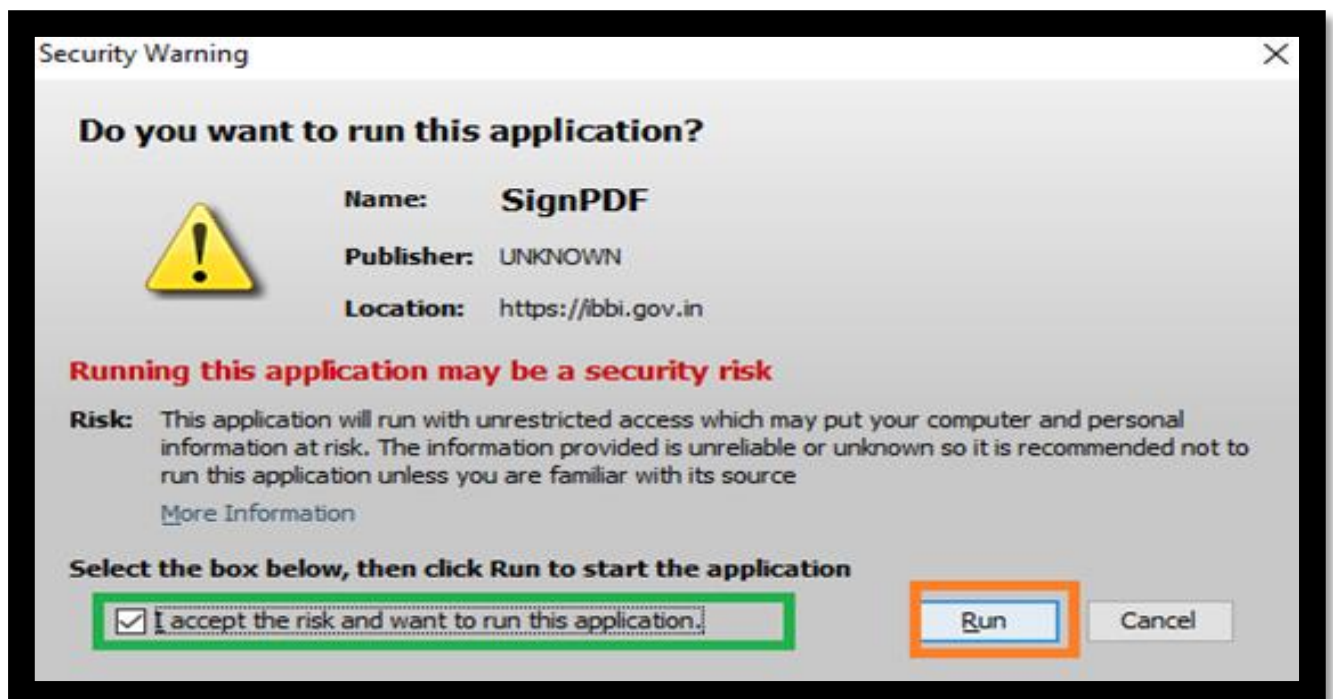 Security Warning
Do you want to run this application?
Name: SignPDF
Publisher: UNKNOWN
Location: https://ibbi.gov.in
Running this application may be a security risk
Risk: This application will run with unrestricted access which may put your computer and personal
information at risk. The information provided is unreliable or unknown so it is recommended not to
run this application unless you are familiar with its source
More Information
Select the box below, then click Run to start the application
I accept the risk and want to run this application.
Run Cancel